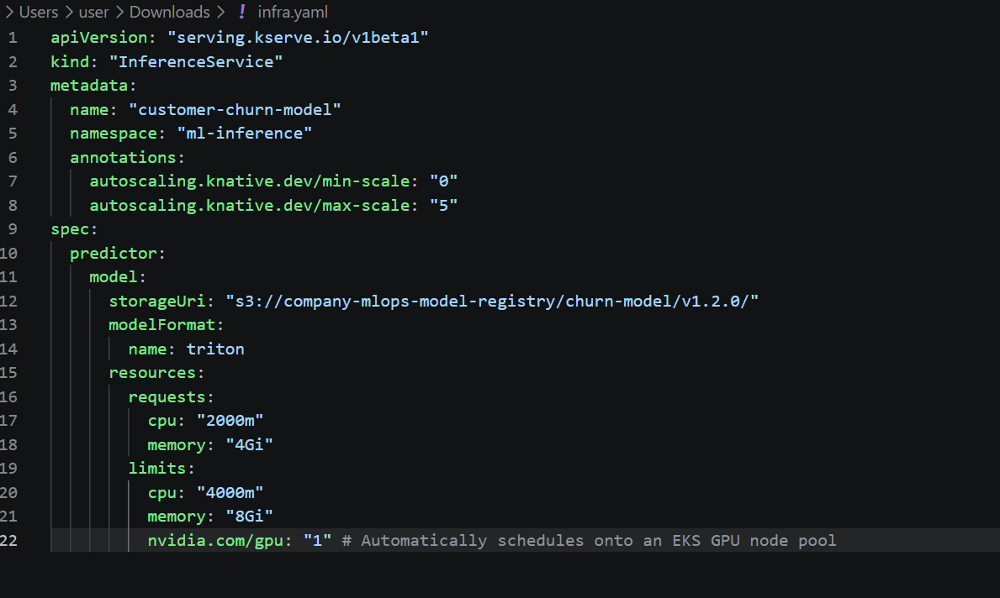 Users > user > Downloads > ! infra.yaml
1 apiVersion: "serving.kserve.io/v1beta1"
2 kind: "InferenceService"
3 metadata:
4   name: "customer-churn-model"
5   namespace: "ml-inference"
6   annotations:
7     autoscaling.knative.dev/min-scale: "0"
8     autoscaling.knative.dev/max-scale: "5"
9 spec:
10   predictor:
11     model:
12       storageUri: "s3://company-mlops-model-registry/churn-model/v1.2.0/"
13       modelFormat:
14         name: triton
15       resources:
16         requests:
17           cpu: "2000m"
18           memory: "4Gi"
19         limits:
20           cpu: "4000m"
21           memory: "8Gi"
22           nvidia.com/gpu: "1" # Automatically schedules onto an EKS GPU node pool